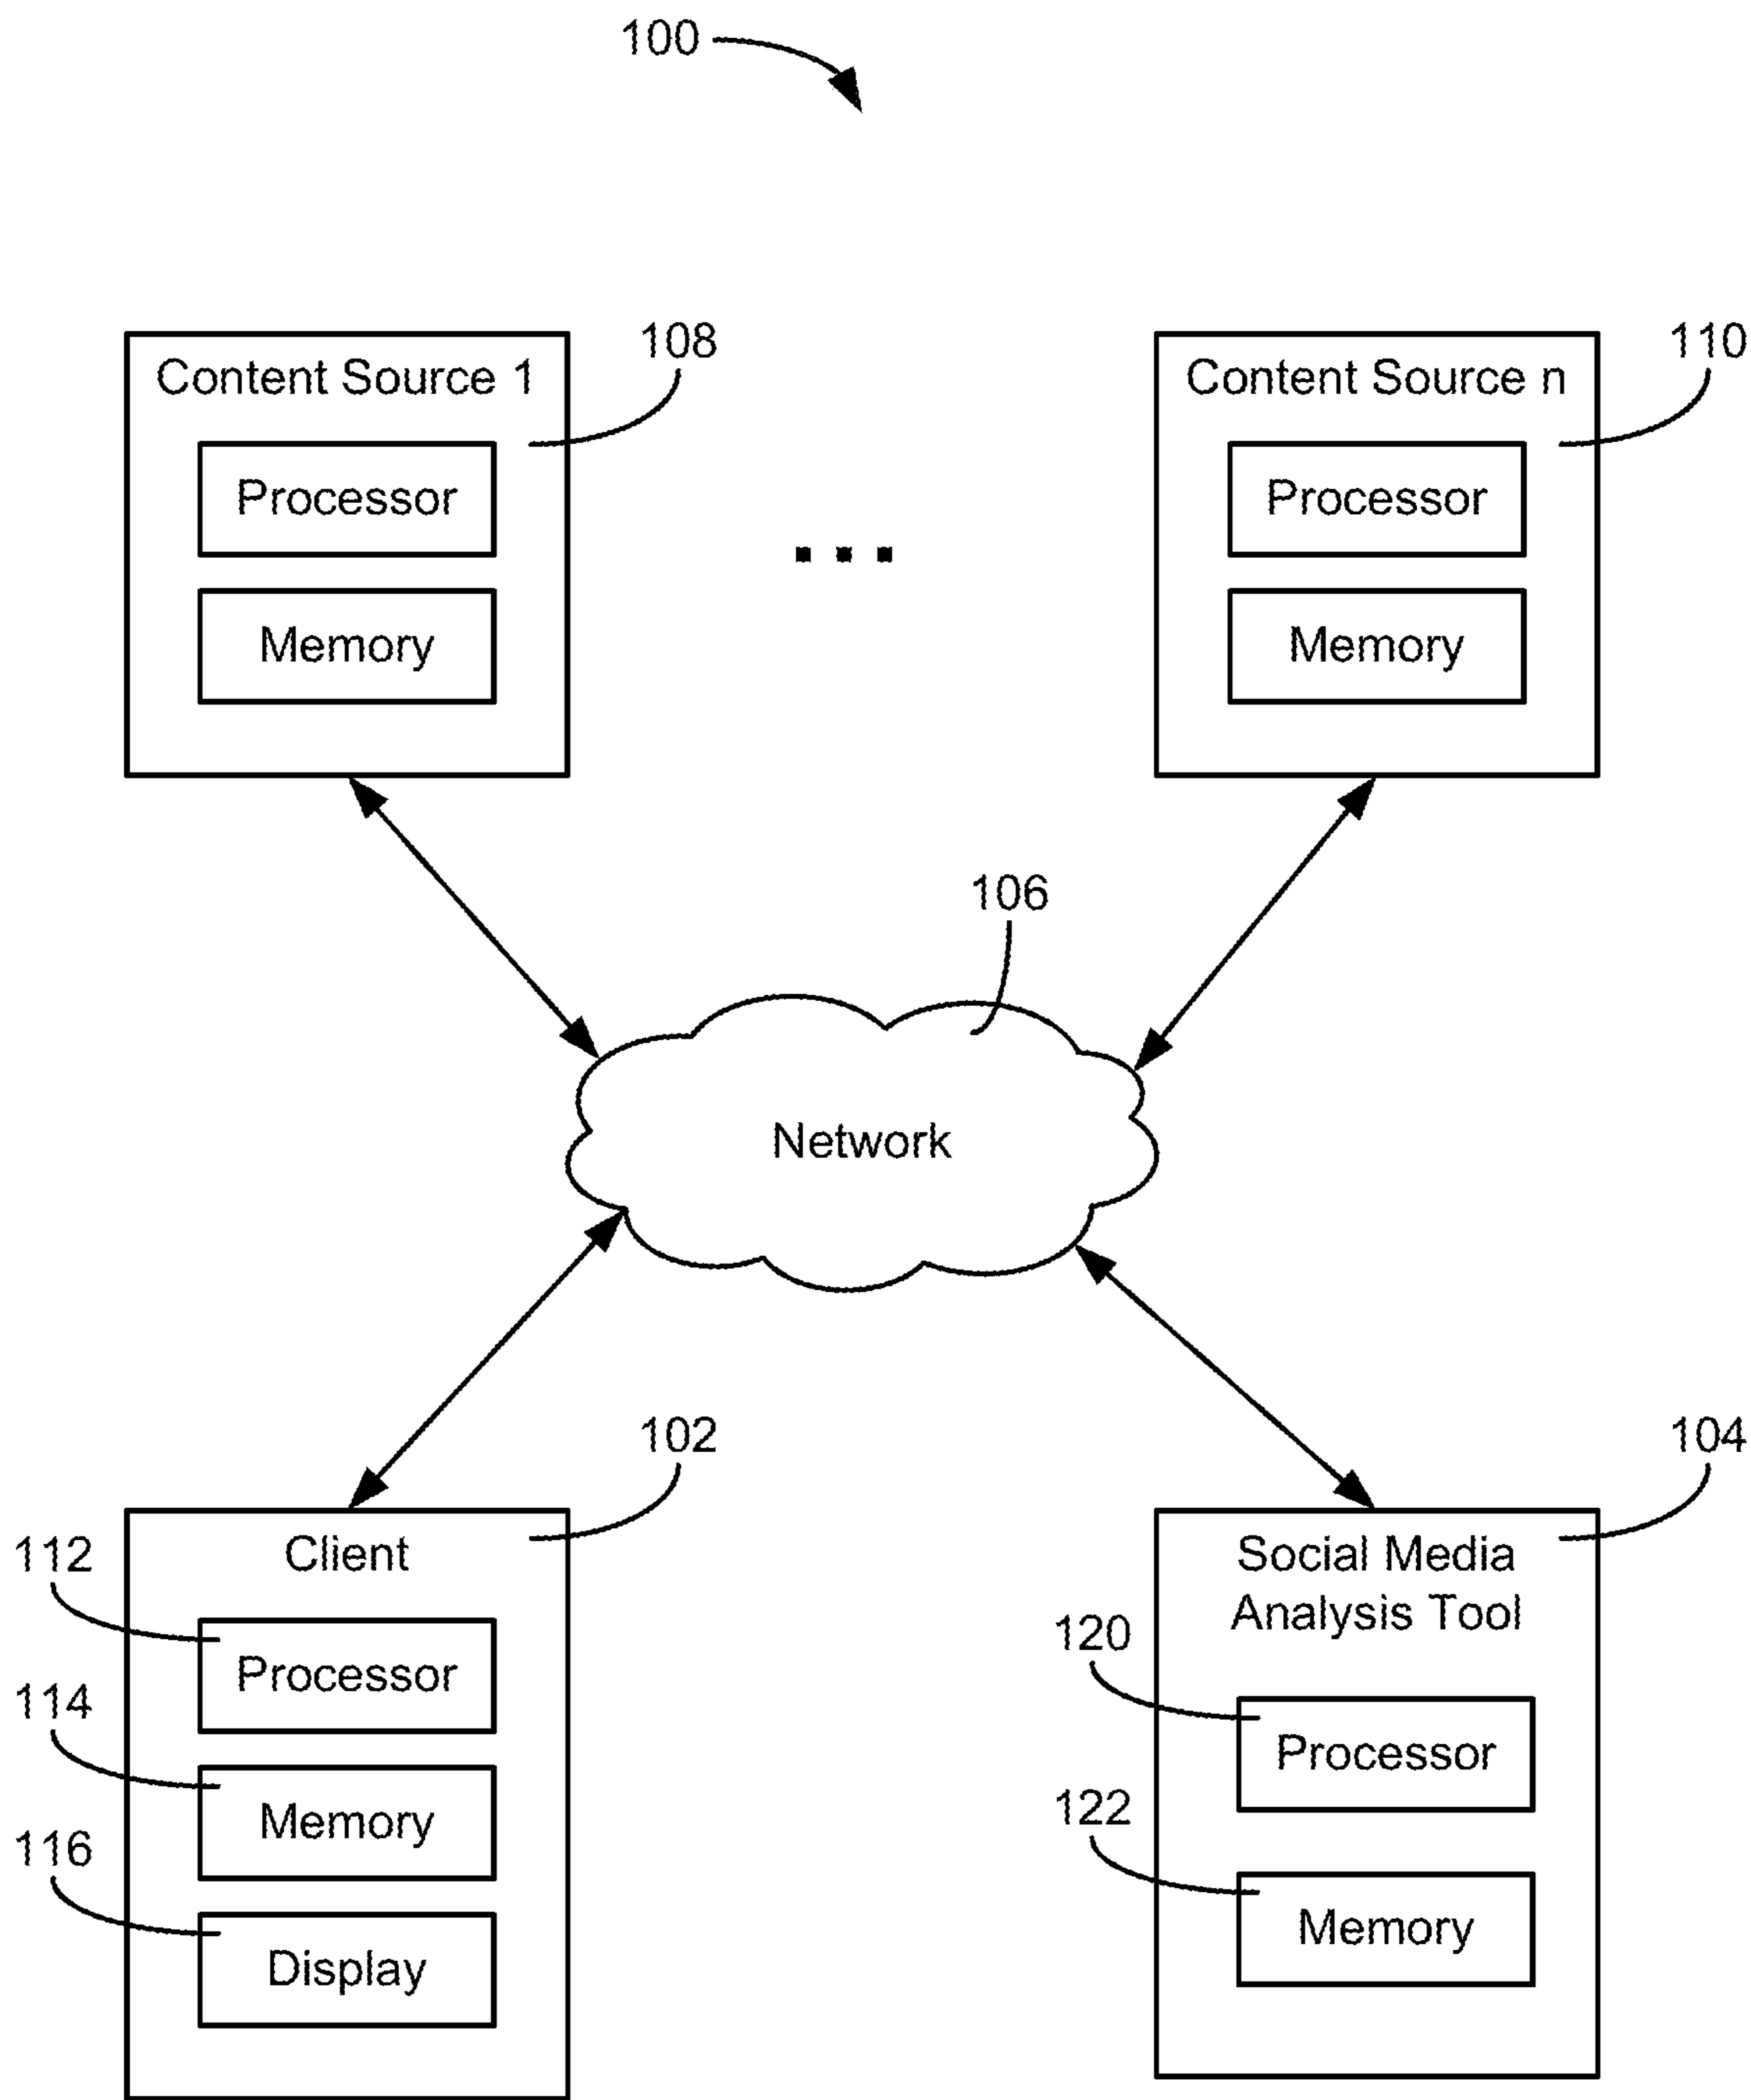 100
108
110
Content Source 1
Content Source n
Processor
Processor
Memory
Memory
106
Network
102
104
Client
Social Media
Analysis Tool
112
120
Processor
Processor
114
122
Memory
Memory
116
Display